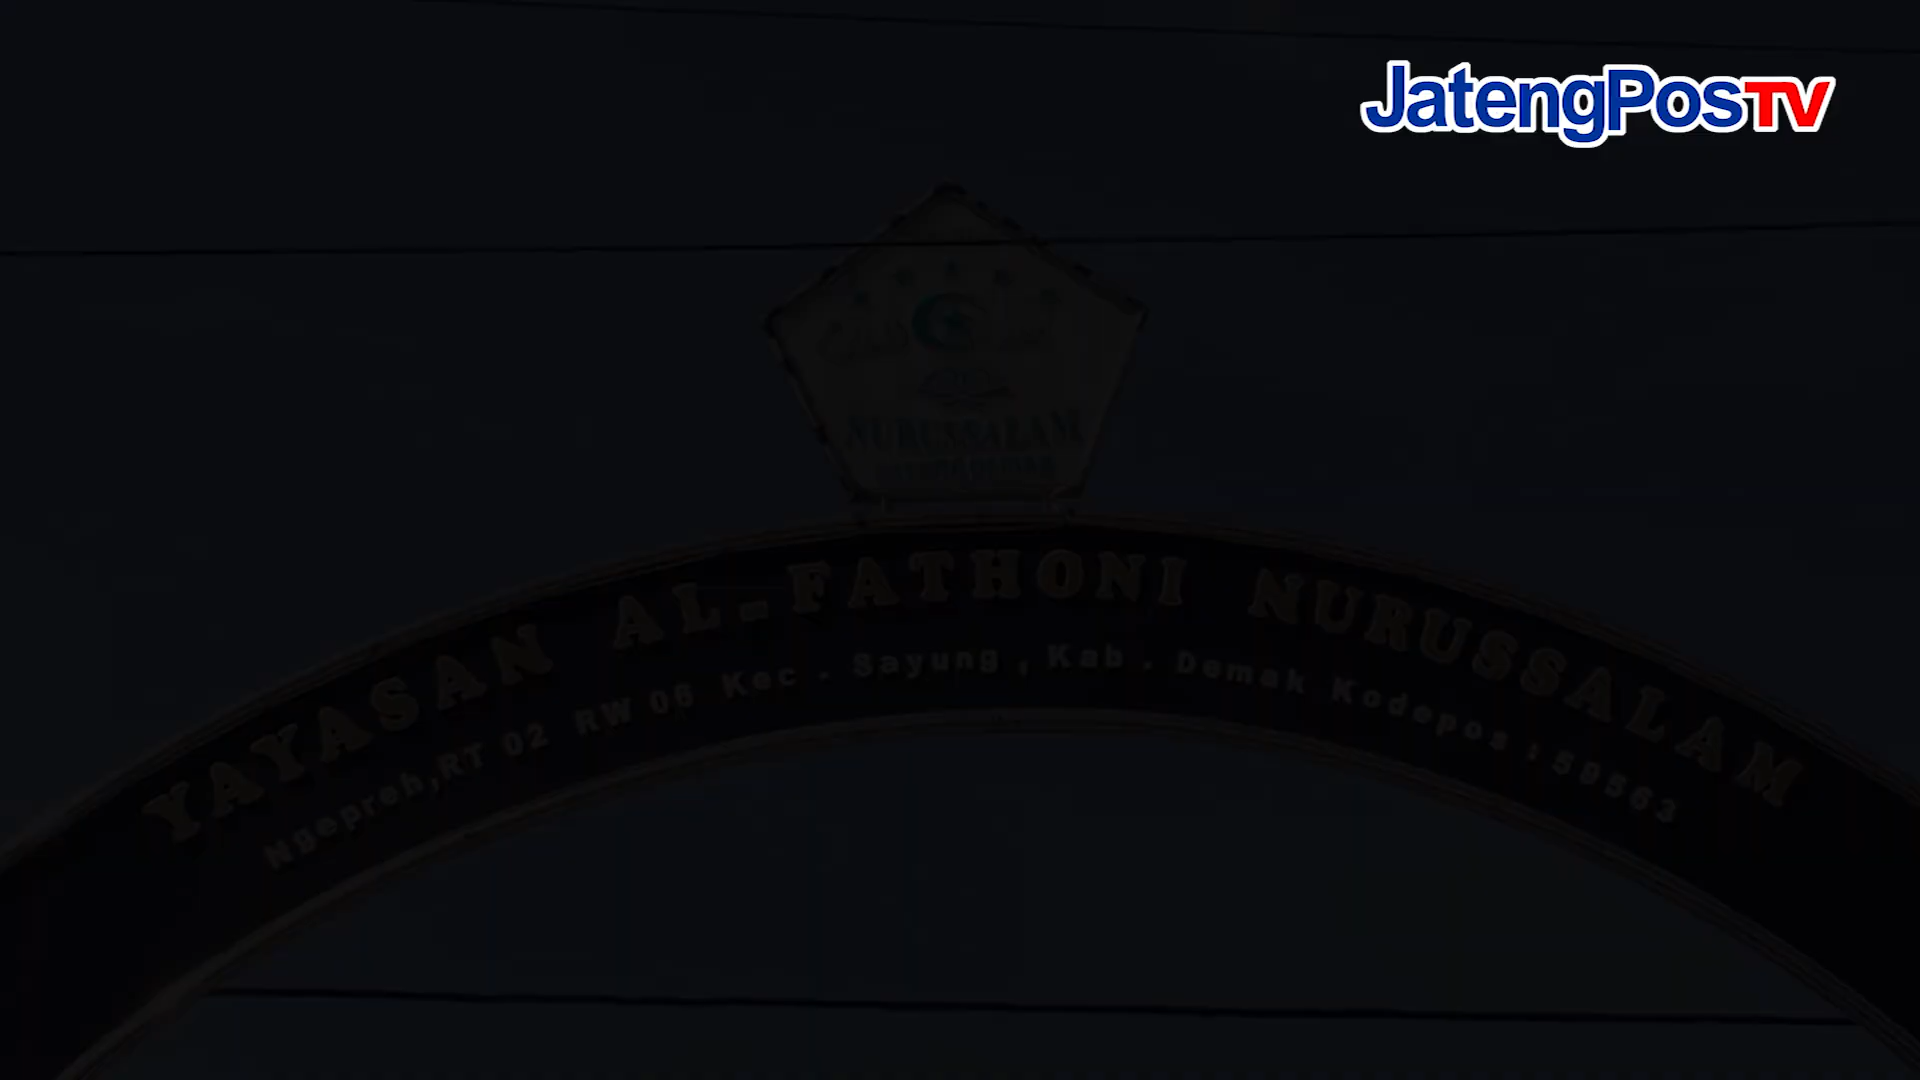 JatengPosTV
NURUSSALAM
YAYASAN AL-FATHONI NURUSSALAM
Ngepreh,RT 02 RW 06 Kec - Sayung , Kab . Demak Kodepos : 59563